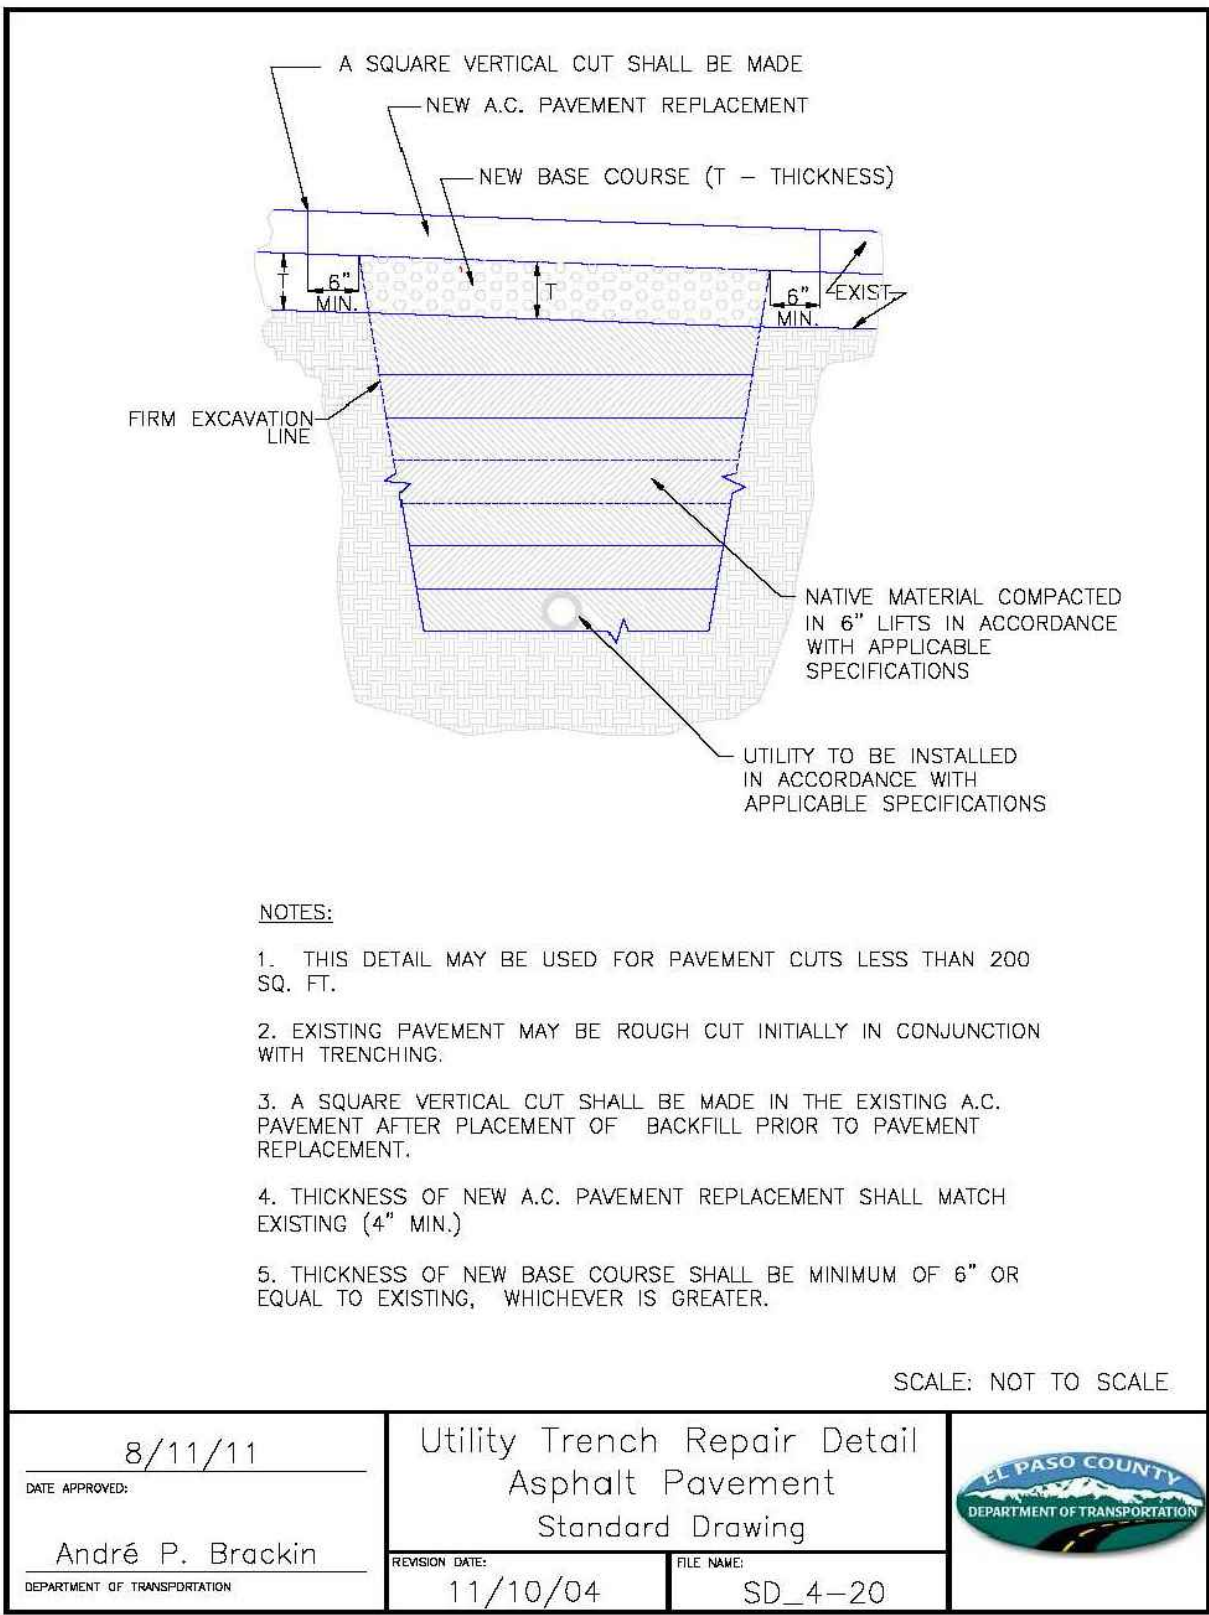 A SQUARE VERTICAL CUT SHALL BE MADE
NEW A.C. PAVEMENT REPLACEMENT
NEW BASE COURSE (T – THICKNESS)
T
6"
MIN.
T
6"
MIN.
EXIST.
FIRM EXCAVATION
LINE
NATIVE MATERIAL COMPACTED
IN 6" LIFTS IN ACCORDANCE
WITH APPLICABLE
SPECIFICATIONS
UTILITY TO BE INSTALLED
IN ACCORDANCE WITH
APPLICABLE SPECIFICATIONS
NOTES:
1. THIS DETAIL MAY BE USED FOR PAVEMENT CUTS LESS THAN 200
SQ. FT.
2. EXISTING PAVEMENT MAY BE ROUGH CUT INITIALLY IN CONJUNCTION
WITH TRENCHING.
3. A SQUARE VERTICAL CUT SHALL BE MADE IN THE EXISTING A.C.
PAVEMENT AFTER PLACEMENT OF BACKFILL PRIOR TO PAVEMENT
REPLACEMENT.
4. THICKNESS OF NEW A.C. PAVEMENT REPLACEMENT SHALL MATCH
EXISTING (4" MIN.)
5. THICKNESS OF NEW BASE COURSE SHALL BE MINIMUM OF 6" OR
EQUAL TO EXISTING, WHICHEVER IS GREATER.
SCALE: NOT TO SCALE
8/11/11
DATE APPROVED:
André P. Brackin
DEPARTMENT OF TRANSPORTATION
Utility Trench Repair Detail
Asphalt Pavement
Standard Drawing
REVISION DATE:
11/10/04
FILE NAME:
SD_4-20
EL PASO COUNTY
DEPARTMENT OF TRANSPORTATION